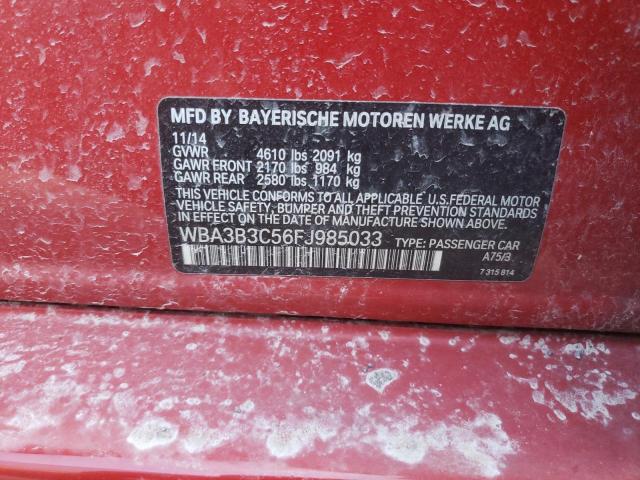 MFD BY BAYERISCHE MOTOREN WERKE AG
11/14
GVWR 4610 lbs 2091 kg
GAWR FRONT 2170 lbs 984 kg
GAWR REAR 2580 lbs 1170 kg
THIS VEHICLE CONFORMS TO ALL APPLICABLE U.S.FEDERAL MOTOR
VEHICLE SAFETY, BUMPER AND THEFT PREVENTION STANDARDS
IN EFFECT ON THE DATE OF MANUFACTURE SHOWN ABOVE.
WBA3B3C56FJ985033 TYPE: PASSENGER CAR
A75/3
7 315 814